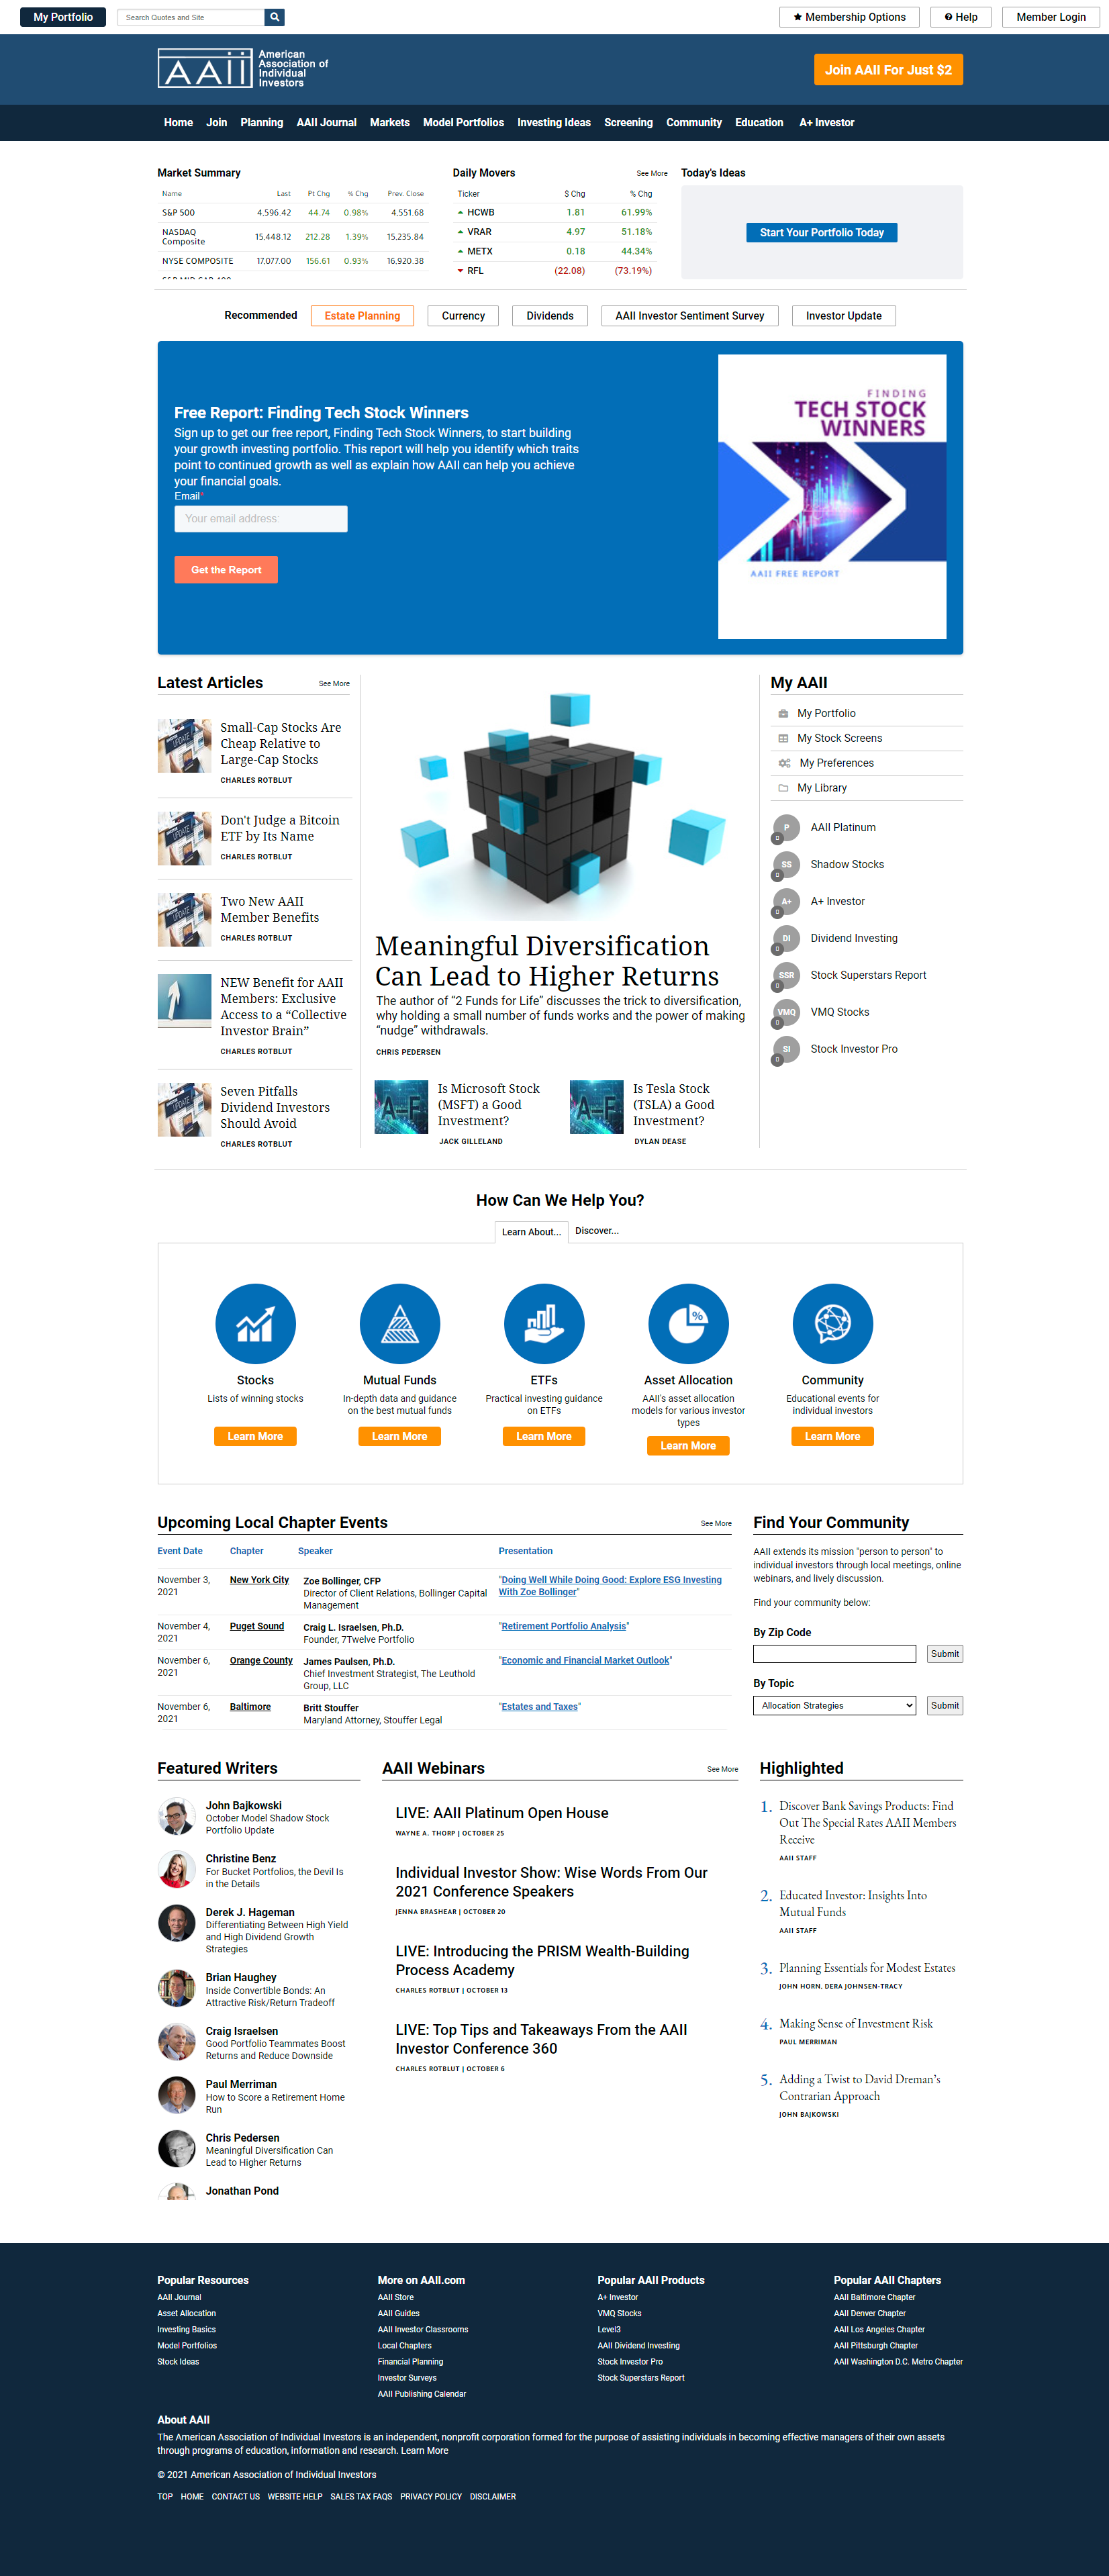 My Portfolio
Search Quotes and Site
Membership Options
Help
Member Login
AAii
American
Association of
Individual
Investors
Join AAII For Just $2
Home Join Planning AAII Journal Markets Model Portfolios Investing Ideas Screening Community Education A+ Investor
Market Summary
Name Last Pt Chg % Chg Prev. Close
S&P 500 4,596.42 44.74 0.98% 4,551.68
NASDAQ
Composite 15,448.12 212.28 1.39% 15,235.84
NYSE COMPOSITE 17,077.00 156.61 0.93% 16,920.38
Daily Movers See More
Ticker $ Chg % Chg
HCWB 1.81 61.99%
VRAR 4.97 51.18%
METX 0.18 44.34%
RFL (22.08) (73.19%)
Today's Ideas
Start Your Portfolio Today
Recommended Estate Planning Currency Dividends AAII Investor Sentiment Survey Investor Update
Free Report: Finding Tech Stock Winners
Sign up to get our free report, Finding Tech Stock Winners, to start building
your growth investing portfolio. This report will help you identify which traits
point to continued growth as well as explain how AAII can help you achieve
your financial goals.
Email*
Your email address.
Get the Report
FINDING
TECH STOCK
WINNERS
AAII FREE REPORT
Latest Articles See More
UPDATE
Small-Cap Stocks Are
Cheap Relative to
Large-Cap Stocks
CHARLES ROTBLUT
UPDATE
Don't Judge a Bitcoin
ETF by Its Name
CHARLES ROTBLUT
UPDATE
Two New AAII
Member Benefits
CHARLES ROTBLUT
NEW Benefit for AAII
Members: Exclusive
Access to a “Collective
Investor Brain”
CHARLES ROTBLUT
UPDATE
Seven Pitfalls
Dividend Investors
Should Avoid
CHARLES ROTBLUT
Meaningful Diversification
Can Lead to Higher Returns
The author of “2 Funds for Life” discusses the trick to diversification,
why holding a small number of funds works and the power of making
“nudge” withdrawals.
CHRIS PEDERSEN
A–F
Is Microsoft Stock
(MSFT) a Good
Investment?
JACK GILLELAND
A–F
Is Tesla Stock
(TSLA) a Good
Investment?
DYLAN DEASE
My AAII
My Portfolio
My Stock Screens
My Preferences
My Library
P 0 AAII Platinum
SS 0 Shadow Stocks
A+ 0 A+ Investor
DI 0 Dividend Investing
SSR 0 Stock Superstars Report
VMQ 0 VMQ Stocks
SI 0 Stock Investor Pro
How Can We Help You?
Learn About... Discover...
%
Stocks
Lists of winning stocks
Learn More
Mutual Funds
In-depth data and guidance
on the best mutual funds
Learn More
ETFs
Practical investing guidance
on ETFs
Learn More
Asset Allocation
AAII's asset allocation
models for various investor
types
Learn More
Community
Educational events for
individual investors
Learn More
Upcoming Local Chapter Events See More
Event Date Chapter Speaker Presentation
November 3,
2021
New York City
Zoe Bollinger, CFP
Director of Client Relations, Bollinger Capital
Management
"Doing Well While Doing Good: Explore ESG Investing
With Zoe Bollinger"
November 4,
2021
Puget Sound
Craig L. Israelsen, Ph.D.
Founder, 7Twelve Portfolio
"Retirement Portfolio Analysis"
November 6,
2021
Orange County
James Paulsen, Ph.D.
Chief Investment Strategist, The Leuthold
Group, LLC
"Economic and Financial Market Outlook"
November 6,
2021
Baltimore
Britt Stouffer
Maryland Attorney, Stouffer Legal
"Estates and Taxes"
Find Your Community
AAII extends its mission "person to person" to
individual investors through local meetings, online
webinars, and lively discussion.
Find your community below:
By Zip Code
Submit
By Topic
Allocation Strategies
Submit
Featured Writers
John Bajkowski
October Model Shadow Stock
Portfolio Update
Christine Benz
For Bucket Portfolios, the Devil Is
in the Details
Derek J. Hageman
Differentiating Between High Yield
and High Dividend Growth
Strategies
Brian Haughey
Inside Convertible Bonds: An
Attractive Risk/Return Tradeoff
Craig Israelsen
Good Portfolio Teammates Boost
Returns and Reduce Downside
Paul Merriman
How to Score a Retirement Home
Run
Chris Pedersen
Meaningful Diversification Can
Lead to Higher Returns
Jonathan Pond
AAII Webinars See More
LIVE: AAII Platinum Open House
WAYNE A. THORP | OCTOBER 25
Individual Investor Show: Wise Words From Our
2021 Conference Speakers
JENNA BRASHEAR | OCTOBER 20
LIVE: Introducing the PRISM Wealth-Building
Process Academy
CHARLES ROTBLUT | OCTOBER 13
LIVE: Top Tips and Takeaways From the AAII
Investor Conference 360
CHARLES ROTBLUT | OCTOBER 6
Highlighted
1. Discover Bank Savings Products: Find
Out The Special Rates AAII Members
Receive
AAII STAFF
2. Educated Investor: Insights Into
Mutual Funds
AAII STAFF
3. Planning Essentials for Modest Estates
JOHN HORN, DERA JOHNSEN-TRACY
4. Making Sense of Investment Risk
PAUL MERRIMAN
5. Adding a Twist to David Dreman’s
Contrarian Approach
JOHN BAJKOWSKI
Popular Resources
AAII Journal
Asset Allocation
Investing Basics
Model Portfolios
Stock Ideas
More on AAII.com
AAII Store
AAII Guides
AAII Investor Classrooms
Local Chapters
Financial Planning
Investor Surveys
AAII Publishing Calendar
Popular AAII Products
A+ Investor
VMQ Stocks
Level3
AAII Dividend Investing
Stock Investor Pro
Stock Superstars Report
Popular AAII Chapters
AAII Baltimore Chapter
AAII Denver Chapter
AAII Los Angeles Chapter
AAII Pittsburgh Chapter
AAII Washington D.C. Metro Chapter
About AAII
The American Association of Individual Investors is an independent, nonprofit corporation formed for the purpose of assisting individuals in becoming effective managers of their own assets
through programs of education, information and research. Learn More
© 2021 American Association of Individual Investors
TOP HOME CONTACT US WEBSITE HELP SALES TAX FAQS PRIVACY POLICY DISCLAIMER